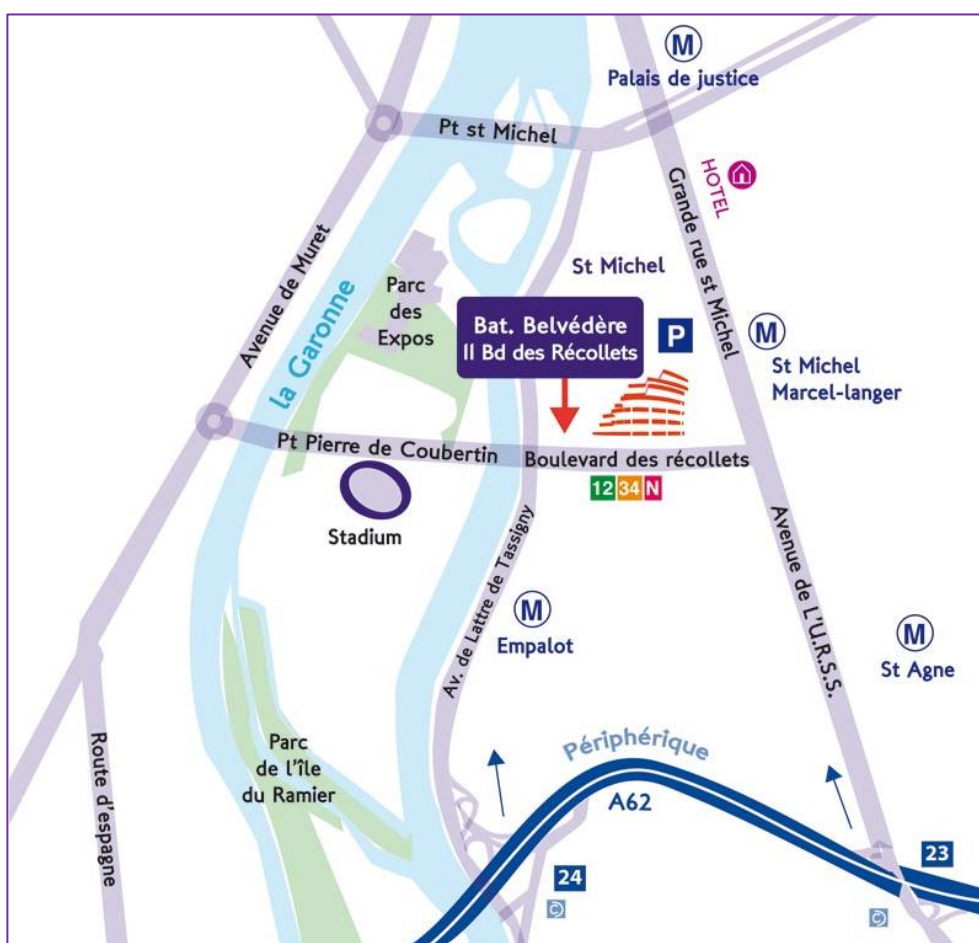 M
Palais de justice
Pt st Michel
HOTEL
Grande rue st Michel
Avenue de Muret
la Garonne
St Michel
Parc
des
Expos
Bat. Belvédère
II Bd des Récollets
P
M
St Michel
Marcel-langer
Pt Pierre de Coubertin
Boulevard des récollets
12 34 N
Stadium
Av. de Lattre de Tassigny
Avenue de L'U.R.S.S.
M
Empalot
M
St Agne
Route d'espagne
Parc
de l'île
du Ramier
Périphérique
A62
24
23